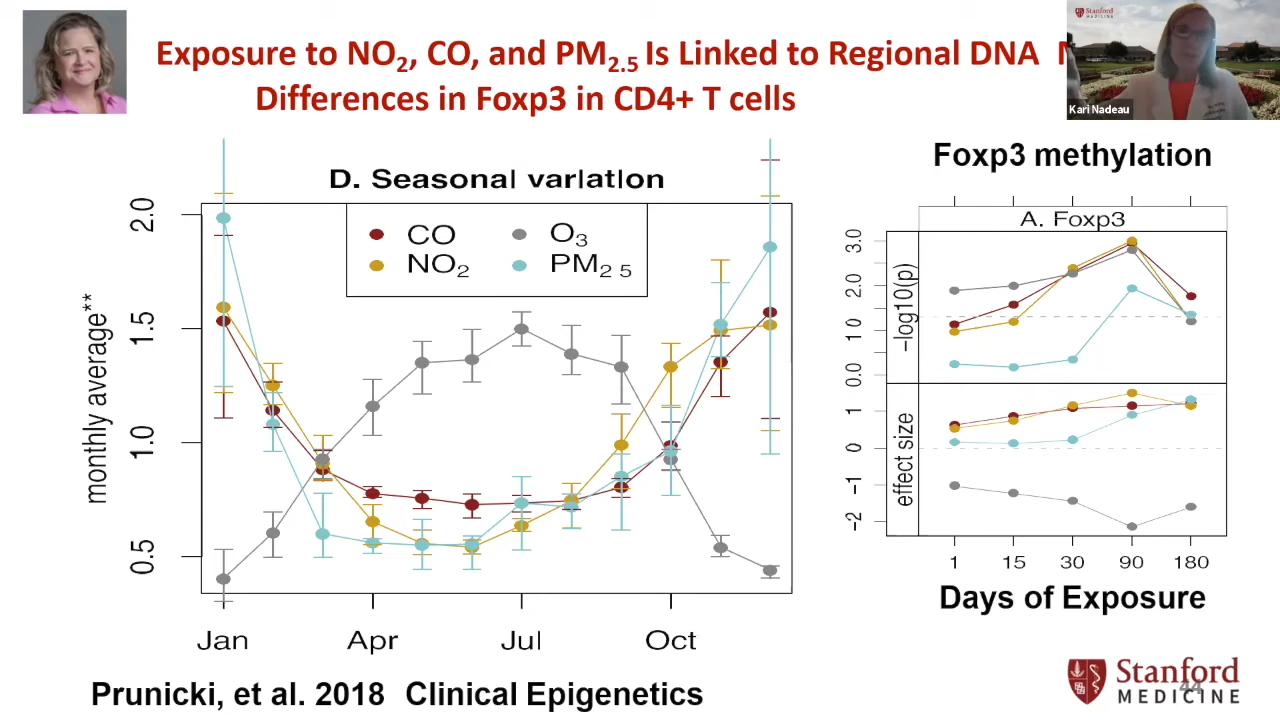 Exposure to NO2, CO, and PM2.5 Is Linked to Regional DNA
Differences in Foxp3 in CD4+ T cells
Stanford
MEDICINE
Kari Nadeau
Foxp3 methylation
D. Seasonal variation
CO
O3
NO2
PM2 5
monthly average**
2.0
1.5
1.0
0.5
Jan
Apr
Jul
Oct
A. Foxp3
−log10(p)
3.0
2.0
1 0
0.0
effect size
1
0
−1
−2
1
15
30
90
180
Days of Exposure
Prunicki, et al. 2018 Clinical Epigenetics
Stanford
MEDICINE
44